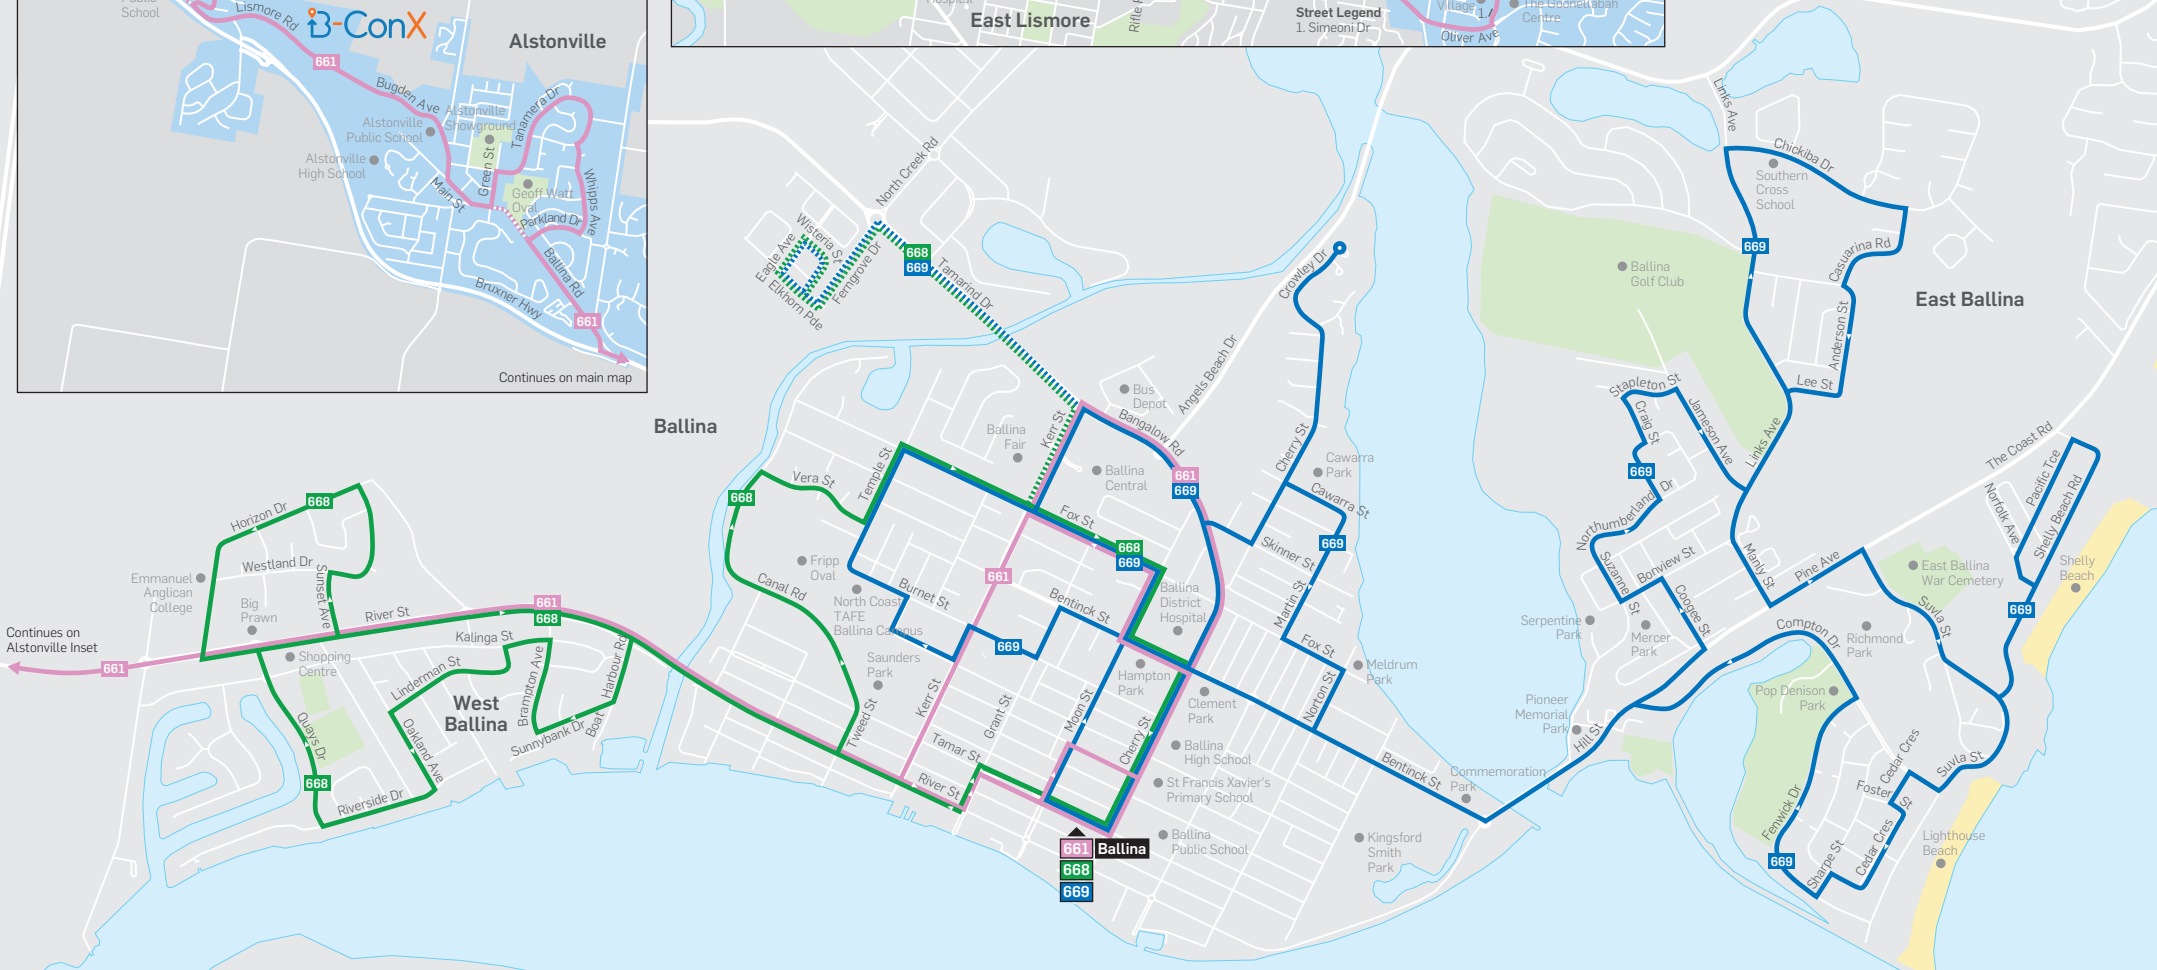 Public
School
Lismore Rd
B-ConX
Alstonville
661
Bugden Ave
Alstonville
Showground
Tanamera Dr
Alstonville
Public School
Alstonville
High School
Green St
Main St
Geoff Watt
Oval
Parkland Dr
Whipps Ave
Ballina Rd
Bruxner Hwy
661
Continues on main map
Hospital
East Lismore
Rifle
Street Legend
1. Simeoni Dr
Village
1.
The Goonellabah
Centre
Oliver Ave
North Creek Rd
Wisteria St
Eagle Ave
Elkhorn Pde
Ferngrove Dr
668
669
Tamarind Dr
Crowley Dr
Angels Beach Dr
Links Ave
Chickiba Dr
Southern
Cross
School
669
Casuarina Rd
Ballina
Golf Club
East Ballina
Anderson St
Lee St
Stapleton St
Craig St
Jameson Ave
Links Ave
669
Northumberland Dr
The Coast Rd
Pacific Tce
Norfolk Ave
Shelly Beach Rd
Shelly
Beach
Ballina
Bus
Depot
Bangalow Rd
Kerr St
Ballina
Fair
Ballina
Central
661
669
Cherry St
Cawarra
Park
Cawarra St
669
Skinner St
Martin St
Fox St
Meldrum
Park
Norton St
Temple St
Vera St
668
Fox St
668
669
Fripp
Oval
Canal Rd
North Coast
TAFE
Ballina Campus
Burnet St
661
Bentinck St
669
Ballina
District
Hospital
Saunders
Park
Tweed St
Kerr St
Grant St
Moon St
Hampton
Park
Clement
Park
Cherry St
Tamar St
River St
Ballina
High School
St Francis Xavier's
Primary School
Ballina
Public School
661 Ballina
668
669
Kingsford
Smith
Park
Bentinck St
Commemoration
Park
Horizon Dr
668
Westland Dr
Sunset Ave
Emmanuel
Anglican
College
Big
Prawn
River St
661
668
Kalinga St
Continues on
Alstonville Inset
661
Shopping
Centre
Linderman St
West
Ballina
Brampton Ave
Boat Harbour Rd
Sunnybank Dr
Quays Dr
Oakland Ave
668
Riverside Dr
Suzanne St
Bonview St
Coogee St
Manly St
Pine Ave
East Ballina
War Cemetery
Suvla St
669
Serpentine
Park
Mercer
Park
Compton Dr
Richmond
Park
Pop Denison
Park
Pioneer
Memorial
Park
Hill St
Cedar Cres
Suvla St
Foster St
Fenwick Dr
669
Sharpe St
Cedar Cres
Lighthouse
Beach